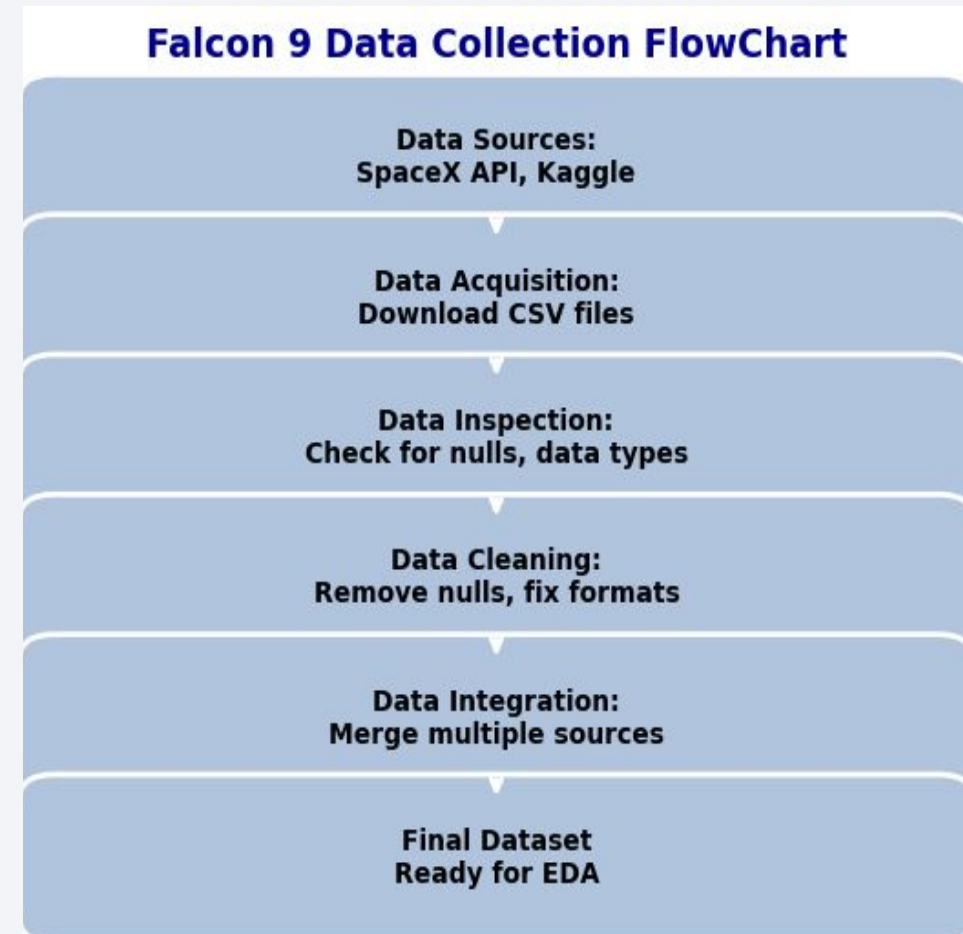 Falcon 9 Data Collection FlowChart
Data Sources:
SpaceX API, Kaggle
Data Acquisition:
Download CSV files
Data Inspection:
Check for nulls, data types
Data Cleaning:
Remove nulls, fix formats
Data Integration:
Merge multiple sources
Final Dataset
Ready for EDA